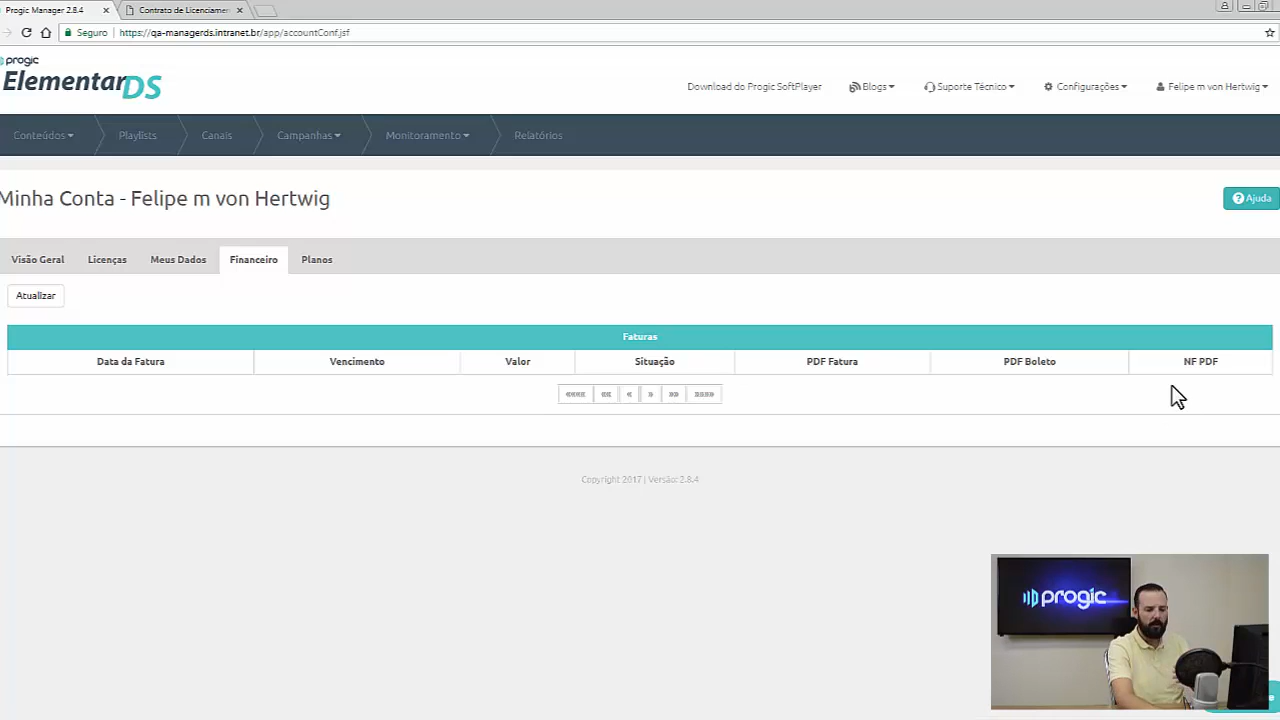 Progic Manager 2.8.4
Contrato de Licenciamen
Seguro https://qa-managerds.intranet.br/app/accountConf.jsf
progic
ElementarDS
Download do Progic SoftPlayer Blogs Suporte Técnico Configurações Felipe m von Hertwig
Conteúdos Playlists Canais Campanhas Monitoramento Relatórios
Minha Conta - Felipe m von Hertwig
Ajuda
Visão Geral Licenças Meus Dados Financeiro Planos
Atualizar
Faturas
Data da Fatura Vencimento Valor Situação PDF Fatura PDF Boleto NF PDF
«««« «« « » »» »»»»
Copyright 2017 | Versão: 2.8.4
progic